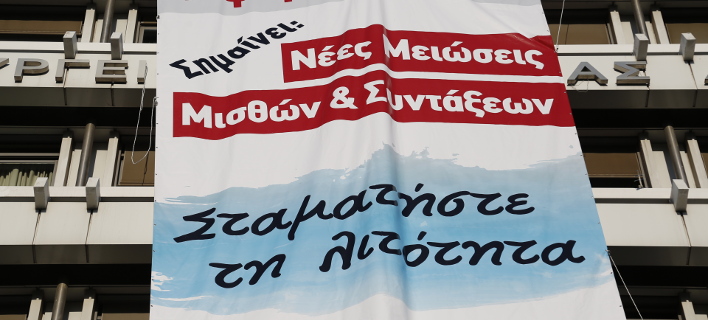 Σημαίνει:
Νέες Μειώσεις
Μισθών & Συντάξεων
Σταματήστε
τη λιτότητα